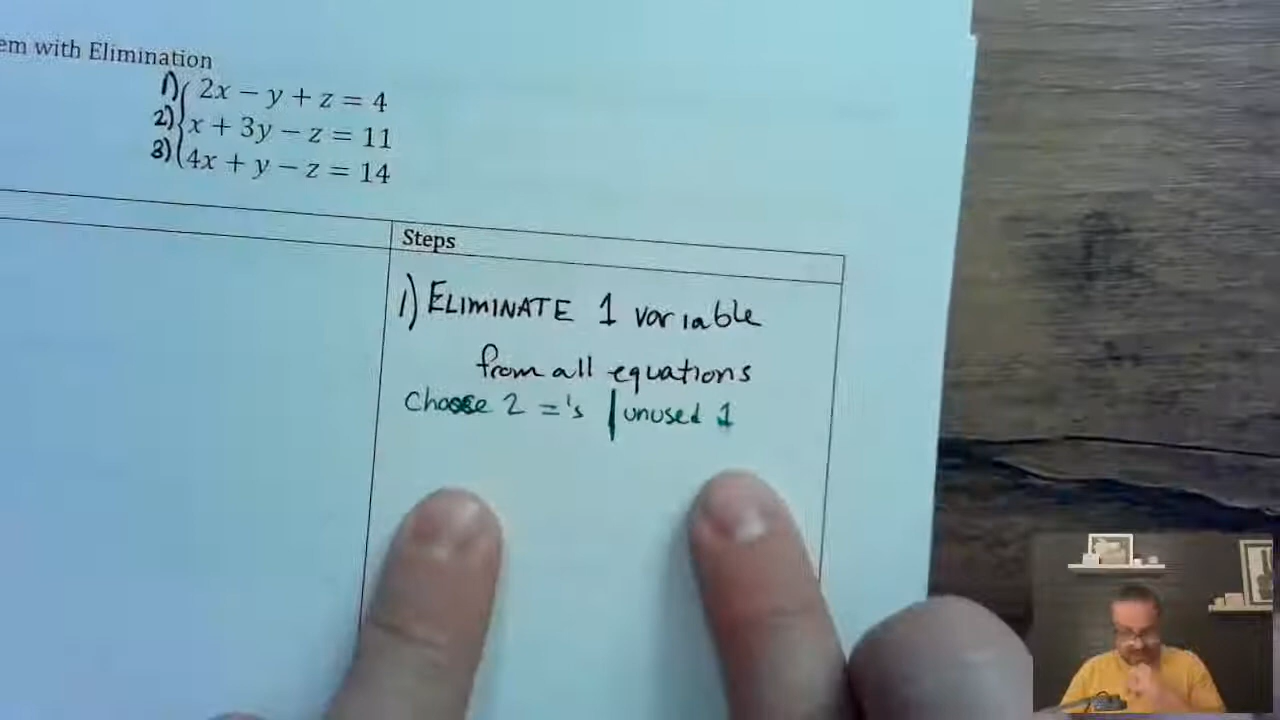 em with Elimination
1) 2x − y + z = 4
2) x + 3y − z = 11
3) 4x + y − z = 14
Steps
1) ELIMINATE 1 variable
from all equations
Choose 2 ='s | unused 1